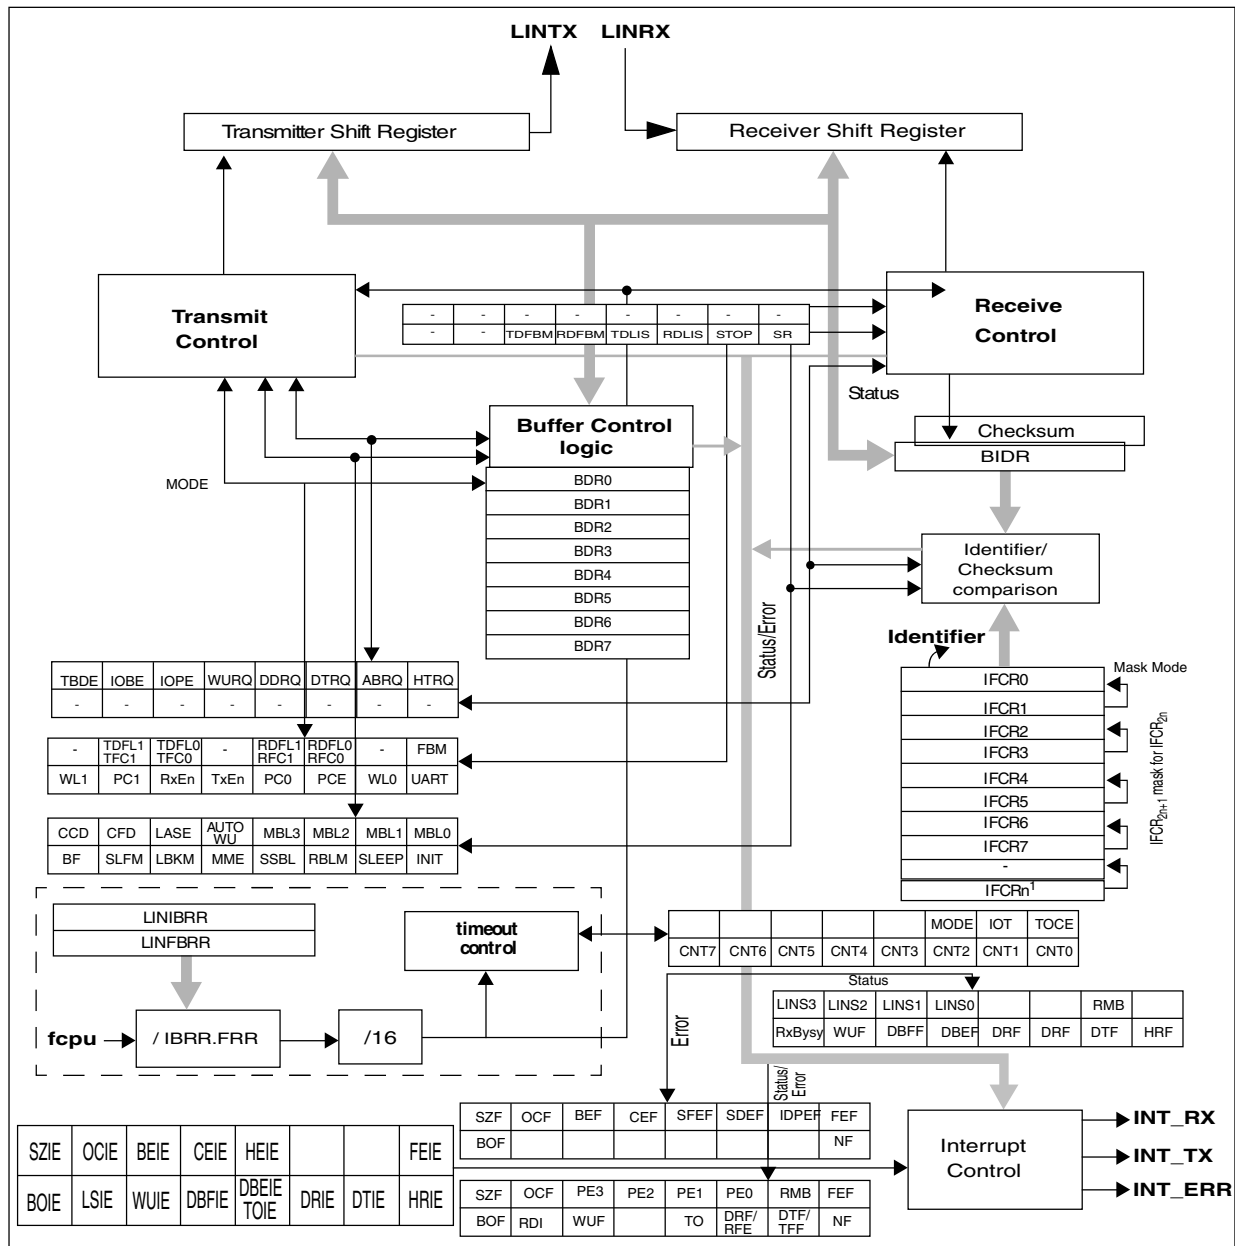 LINTX LINRX
Transmitter Shift Register
Receiver Shift Register
Transmit
Control
- - - - - - - -
- - TDFBM RDFBM TDLIS RDLIS STOP SR
Receive
Control
Status
Buffer Control
logic
Checksum
BIDR
MODE
BDR0
BDR1
BDR2
BDR3
BDR4
BDR5
BDR6
BDR7
Identifier/
Checksum
comparison
Status/Error
Identifier
Mask Mode
IFCR0
IFCR1
IFCR2
IFCR3
IFCR4
IFCR5
IFCR6
IFCR7
-
IFCRn1
IFCR2n+1 mask for IFCR2n
TBDE IOBE IOPE WURQ DDRQ DTRQ ABRQ HTRQ
- - - - - - - -
- TDFL1 TDFL0 - RDFL1 RDFL0 - FBM
TFC1 TFC0 RFC1 RFC0
WL1 PC1 RxEn TxEn PC0 PCE WL0 UART
CCD CFD LASE AUTO MBL3 MBL2 MBL1 MBL0
WU
BF SLFM LBKM MME SSBL RBLM SLEEP INIT
LINIBRR
LINFBRR
timeout
control
fcpu
/ IBRR.FRR
/16
MODE IOT TOCE
CNT7 CNT6 CNT5 CNT4 CNT3 CNT2 CNT1 CNT0
Status
Error
LINS3 LINS2 LINS1 LINS0 RMB
RxBysy WUF DBFF DBEF DRF DRF DTF HRF
Status/
Error
SZF OCF BEF CEF SFEF SDEF IDPEF FEF
BOF NF
SZIE OCIE BEIE CEIE HEIE FEIE
BOIE LSIE WUIE DBFIE DBEIE DRIE DTIE HRIE
TOIE
SZF OCF PE3 PE2 PE1 PE0 RMB FEF
BOF RDI WUF TO DRF/ DTF/ NF
RFE TFF
Interrupt
Control
INT_RX
INT_TX
INT_ERR